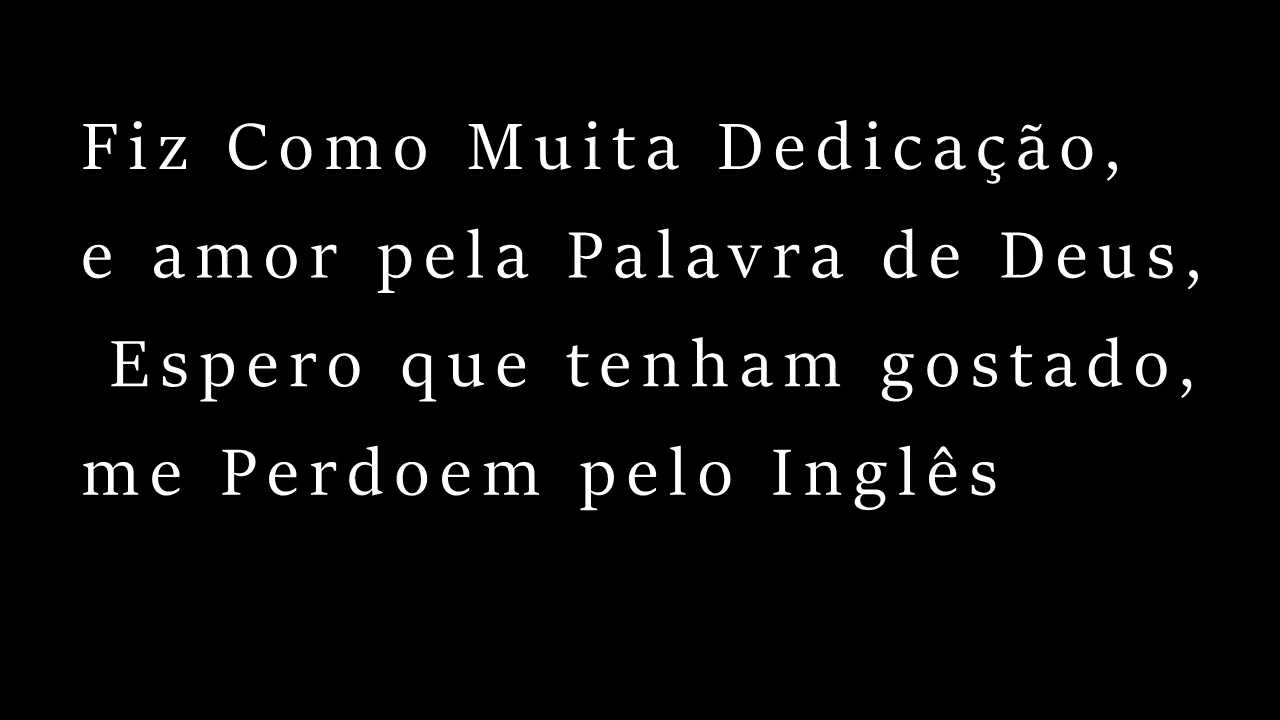 Fiz Como Muita Dedicação,
e amor pela Palavra de Deus,
Espero que tenham gostado,
me Perdoem pelo Inglês